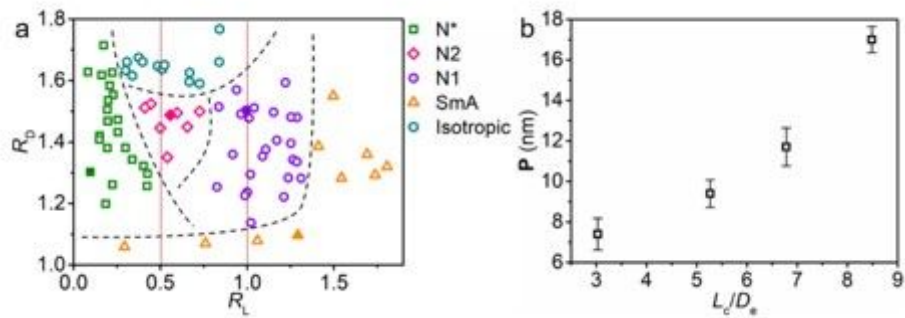 a
b
1.8
1.6
1.4
1.2
1.0
R_D
0.0 0.5 1.0 1.5
R_L
N*
N2
N1
SmA
Isotropic
18
16
14
12
10
8
6
P (nm)
3 4 5 6 7 8 9
L_c/D_e